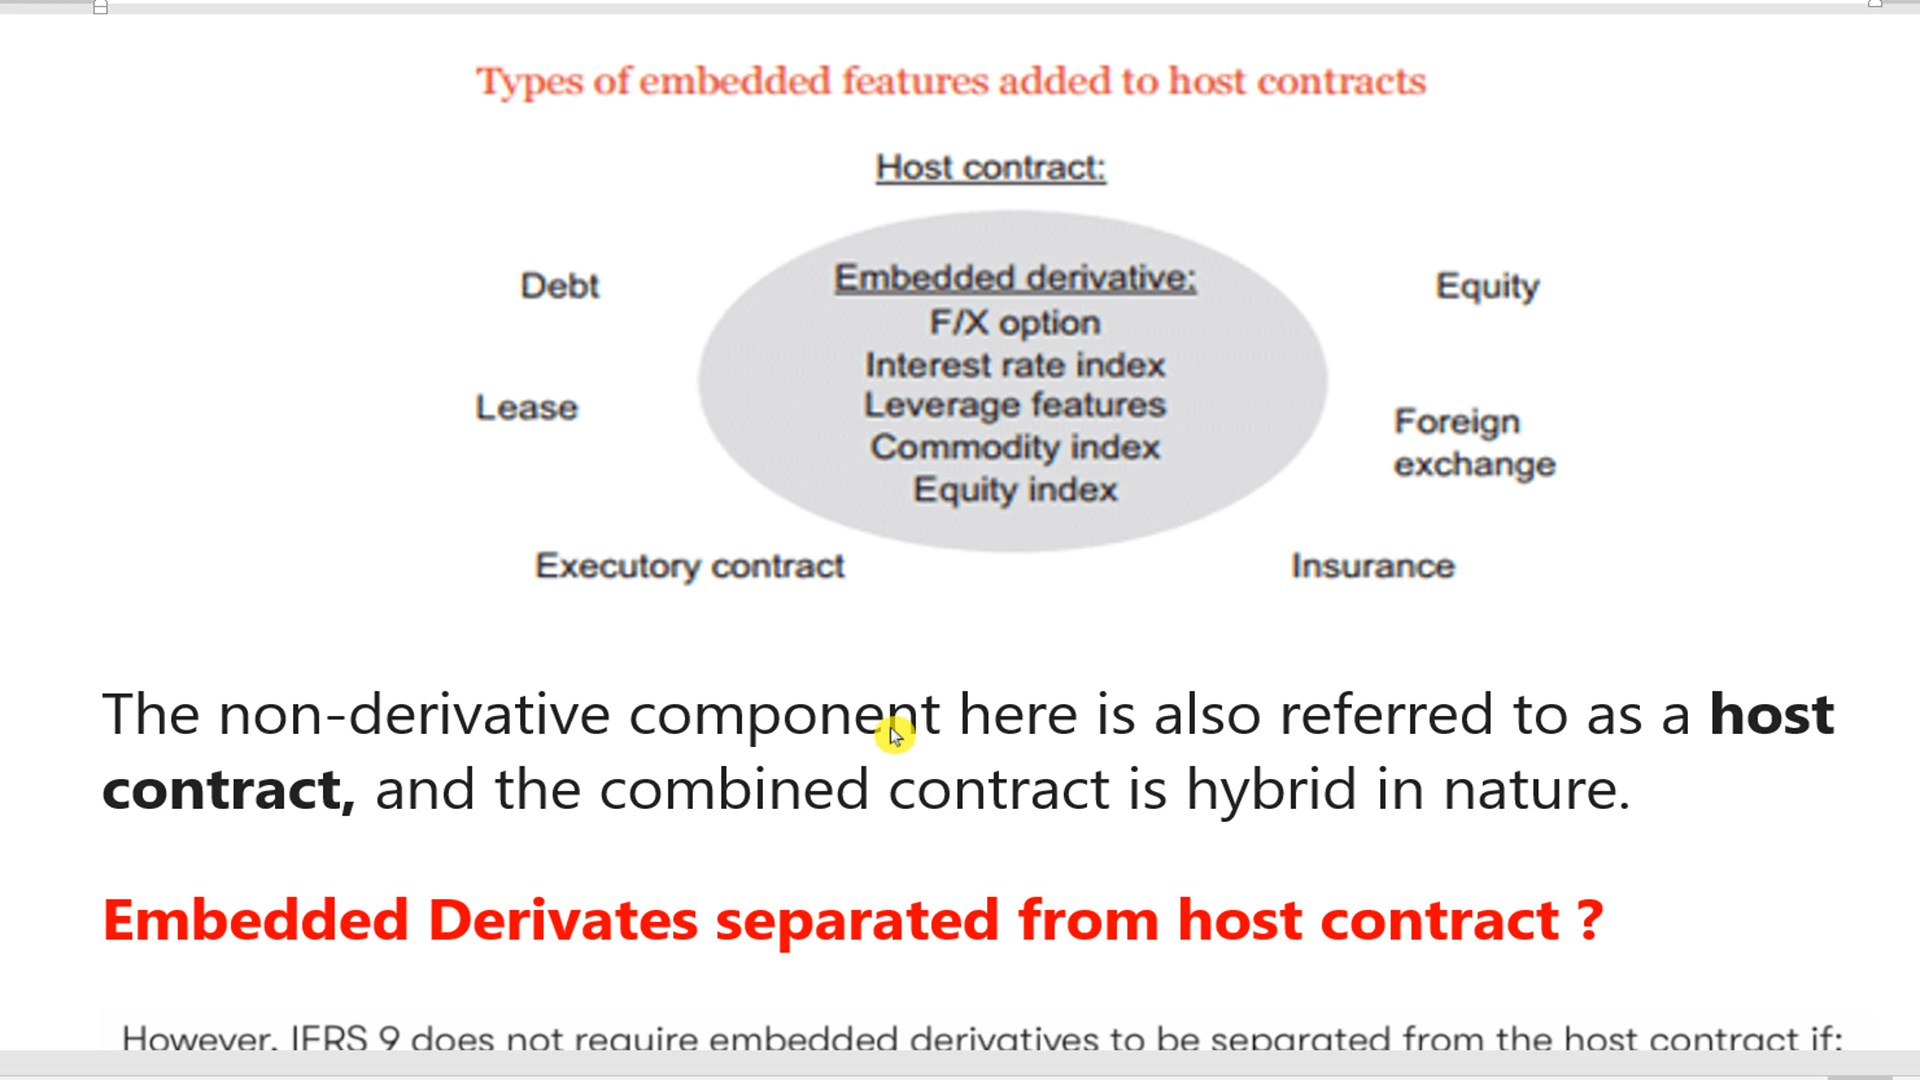 Types of embedded features added to host contracts
Host contract:
Debt
Embedded derivative:
Equity
F/X option
Interest rate index
Lease
Leverage features
Foreign
Commodity index
exchange
Equity index
Executory contract
Insurance
The non-derivative component here is also referred to as a host
contract, and the combined contract is hybrid in nature.
Embedded Derivates separated from host contract ?
However, IFRS 9 does not require embedded derivatives to be separated from the host contract if: